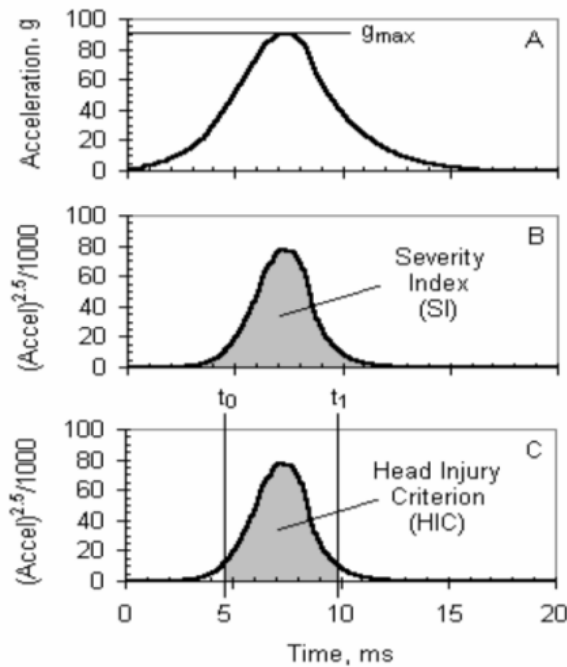 100
80
60
40
20
0
Acceleration, g
gmax
A
100
80
60
40
20
0
(Accel)2.5/1000
B
Severity
Index
(SI)
t0
t1
100
80
60
40
20
0
(Accel)2.5/1000
C
Head Injury
Criterion
(HIC)
0 5 10 15 20
Time, ms